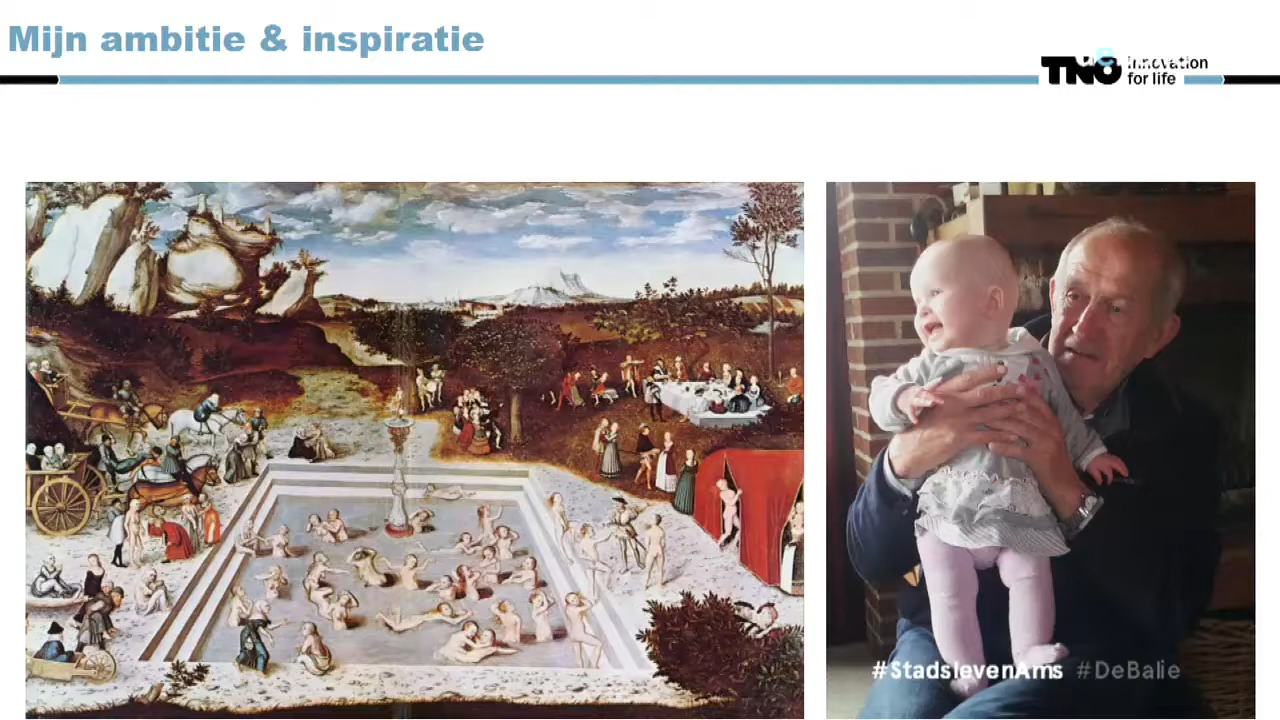 Mijn ambitie & inspiratie
TNO innovation
for life
#StadslevenAms #DeBalie